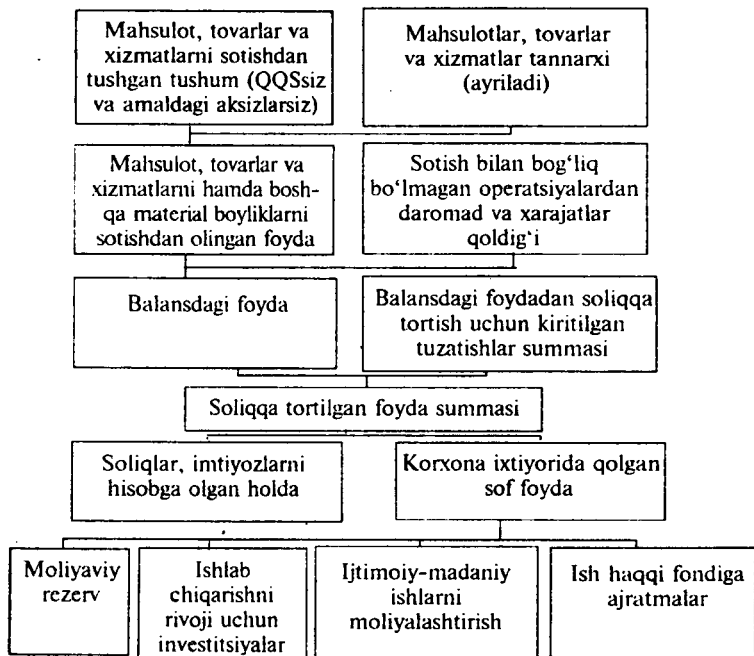 Mahsulot, tovarlar va
xizmatlarni sotishdan
tushgan tushum (QQSsiz
va amaldagi aksizlarsiz)
Mahsulotlar, tovarlar
va xizmatlar tannarxi
(ayriladi)
Mahsulot, tovarlar va
xizmatlarni hamda bosh-
qa material boyliklarni
sotishdan olingan foyda
Sotish bilan bog‘liq
bo‘lmagan operatsiyalardan
daromad va xarajatlar
qoldig‘i
Balansdagi foyda
Balansdagi foydadan soliqqa
tortish uchun kiritilgan
tuzatishlar summasi
Soliqqa tortilgan foyda summasi
Soliqlar, imtiyozlarni
hisobga olgan holda
Korxona ixtiyorida qolgan
sof foyda
Moliyaviy
rezerv
Ishlab
chiqarishni
rivoji uchun
investitsiyalar
Ijtimoiy-madaniy
ishlarni
moliyalashtirish
Ish haqqi fondiga
ajratmalar